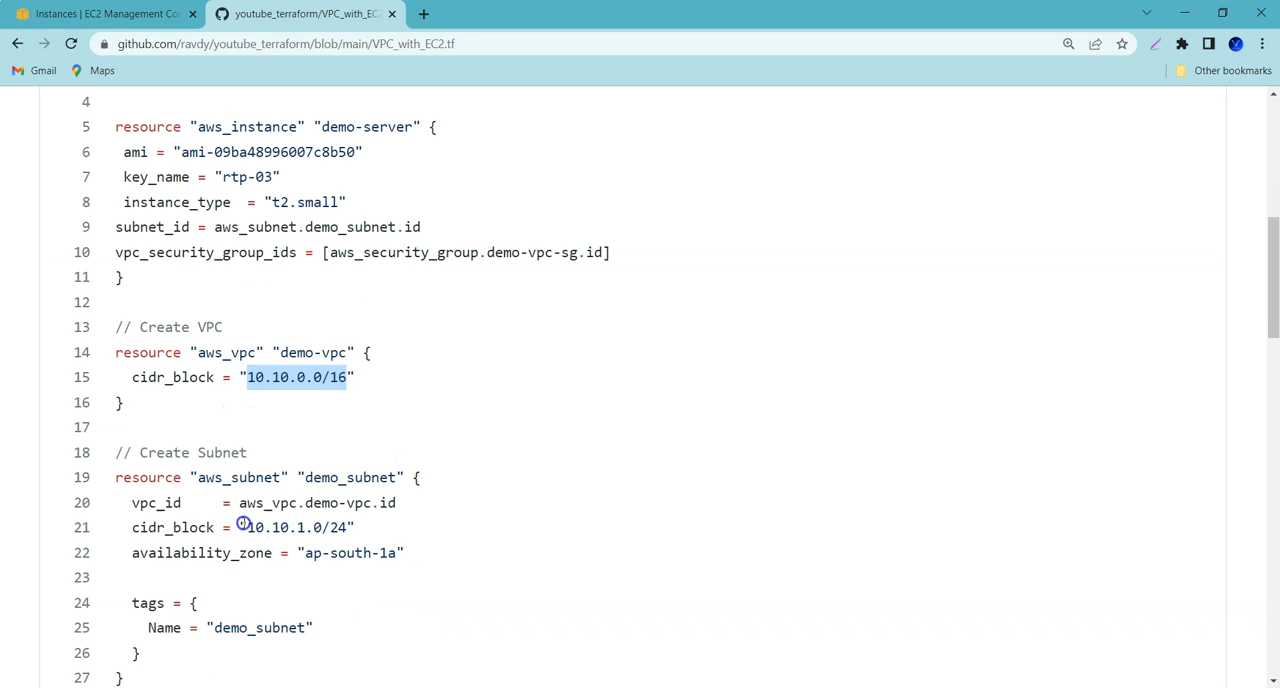 Instances | EC2 Management Co
youtube_terraform/VPC_with_EC2
github.com/ravdy/youtube_terraform/blob/main/VPC_with_EC2.tf
Gmail
Maps
Other bookmarks
4
5 resource "aws_instance" "demo-server" {
6 ami = "ami-09ba48996007c8b50"
7 key_name = "rtp-03"
8 instance_type = "t2.small"
9 subnet_id = aws_subnet.demo_subnet.id
10 vpc_security_group_ids = [aws_security_group.demo-vpc-sg.id]
11 }
12
13 // Create VPC
14 resource "aws_vpc" "demo-vpc" {
15 cidr_block = "10.10.0.0/16"
16 }
17
18 // Create Subnet
19 resource "aws_subnet" "demo_subnet" {
20 vpc_id = aws_vpc.demo-vpc.id
21 cidr_block = "10.10.1.0/24"
22 availability_zone = "ap-south-1a"
23
24 tags = {
25 Name = "demo_subnet"
26 }
27 }